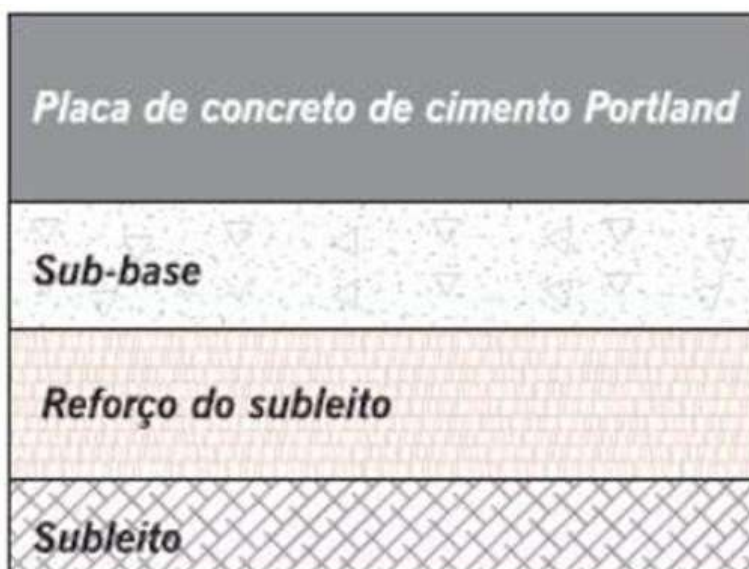 Placa de concreto de cimento Portland
Sub-base
Reforço do subleito
Subleito